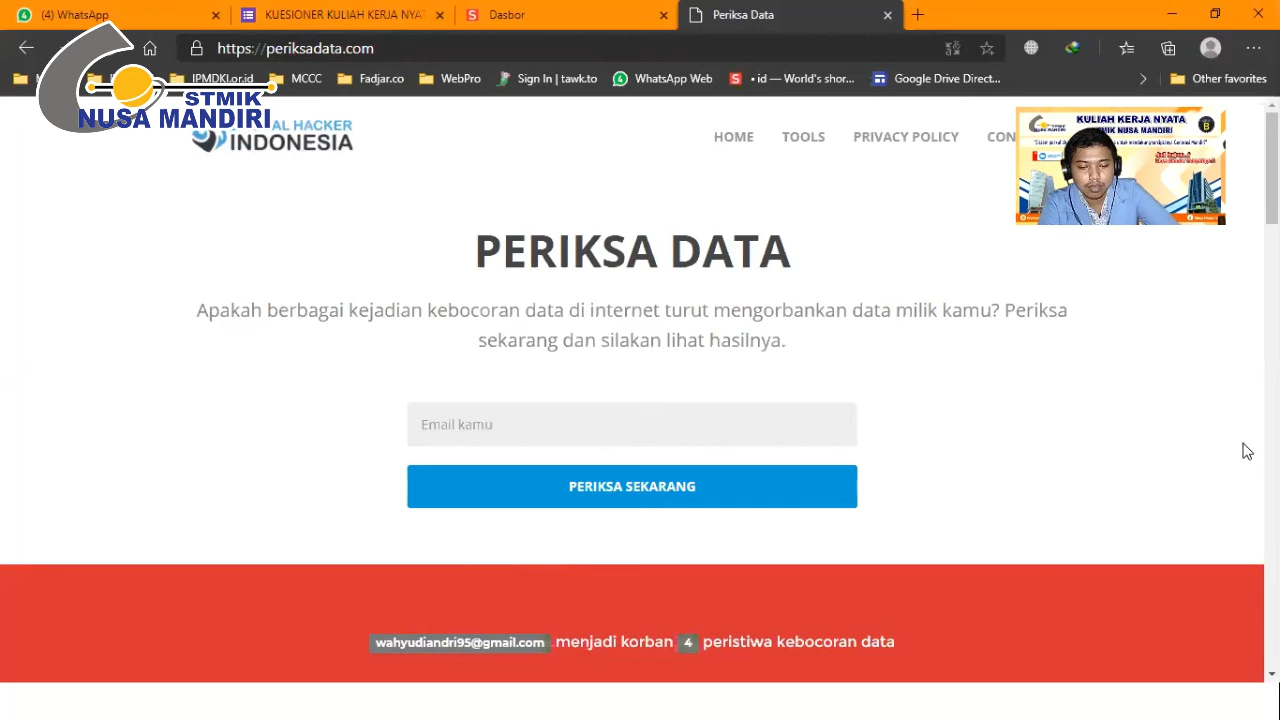 (4) WhatsApp
KUESIONER KULIAH KERJA NYAT
Dasbor
Periksa Data
https://periksadata.com
IPMDKI.or.id
MCCC
Fadjar.co
WebPro
Sign In | tawk.to
WhatsApp Web
• id — World's shor...
Google Drive Direct...
Other favorites
STMIK
NUSA MANDIRI
AL HACKER
INDONESIA
HOME
TOOLS
PRIVACY POLICY
CON
KULIAH KERJA NYATA
STMIK NUSA MANDIRI
PERIKSA DATA
Apakah berbagai kejadian kebocoran data di internet turut mengorbankan data milik kamu? Periksa
sekarang dan silakan lihat hasilnya.
Email kamu
PERIKSA SEKARANG
wahyudiandri95@gmail.com menjadi korban 4 peristiwa kebocoran data